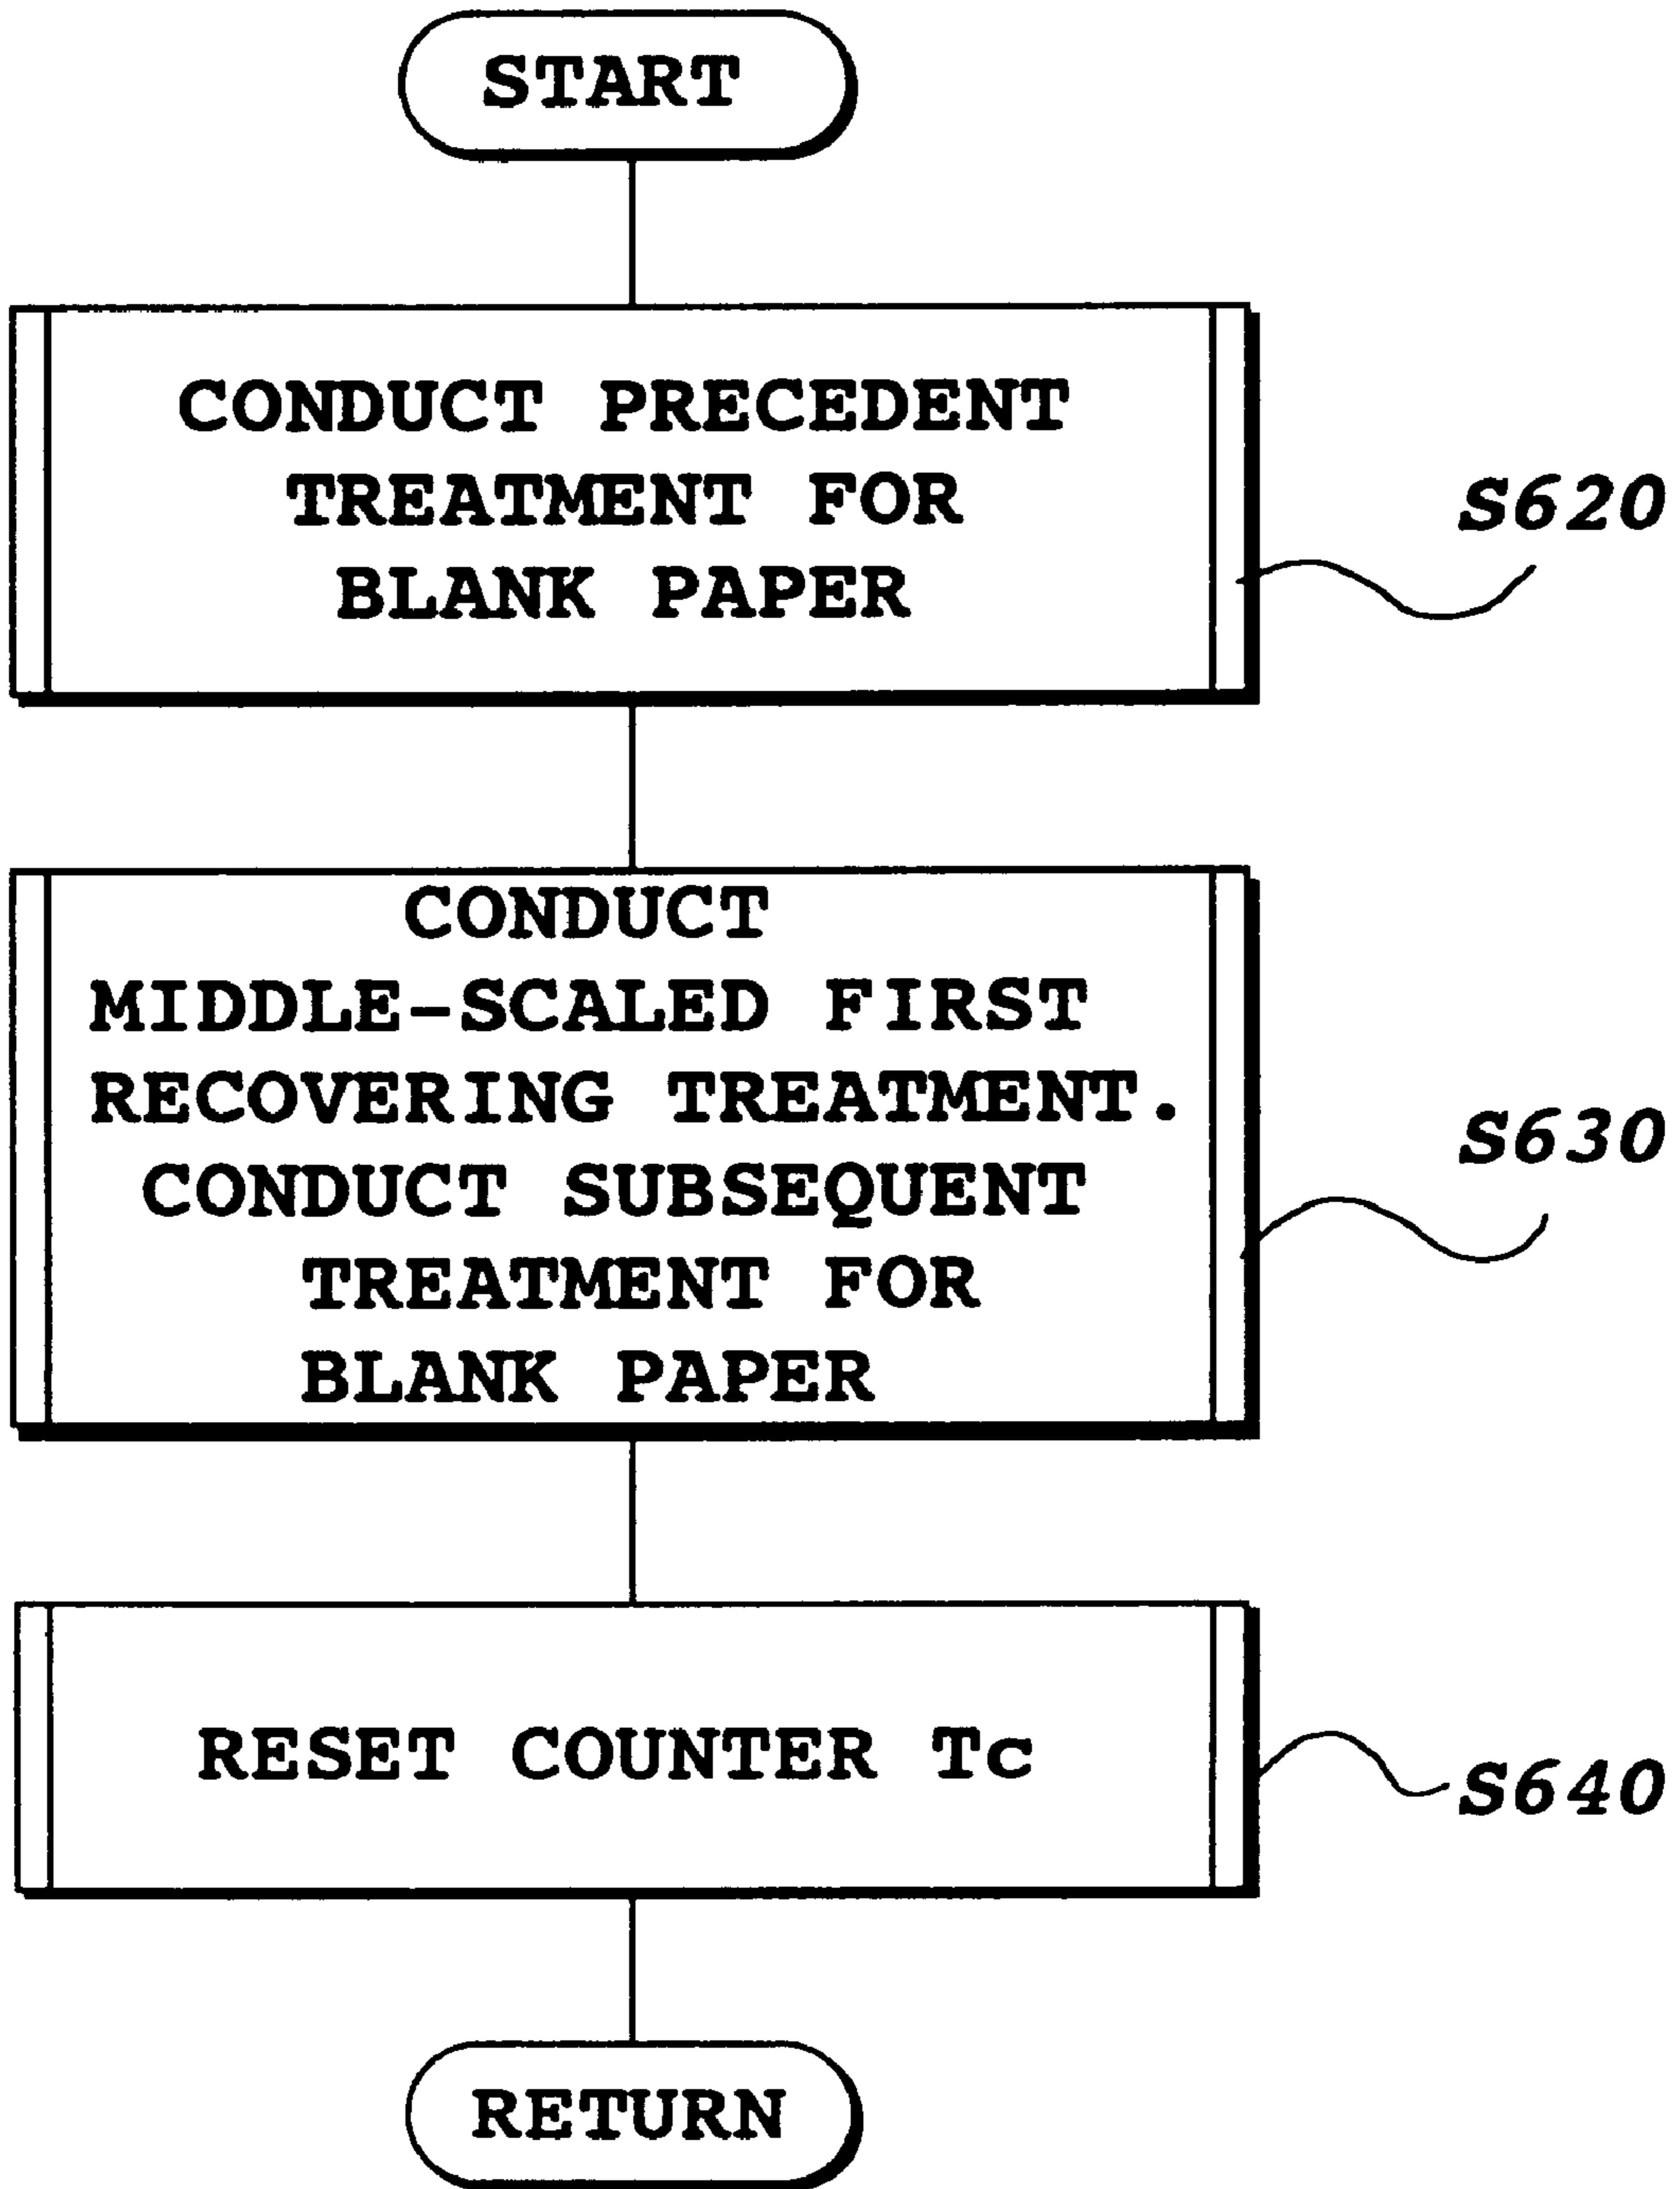 START
CONDUCT PRECEDENT
TREATMENT FOR
BLANK PAPER
S620
CONDUCT
MIDDLE-SCALED FIRST
RECOVERING TREATMENT.
CONDUCT SUBSEQUENT
TREATMENT FOR
BLANK PAPER
S630
RESET COUNTER Tc
S640
RETURN